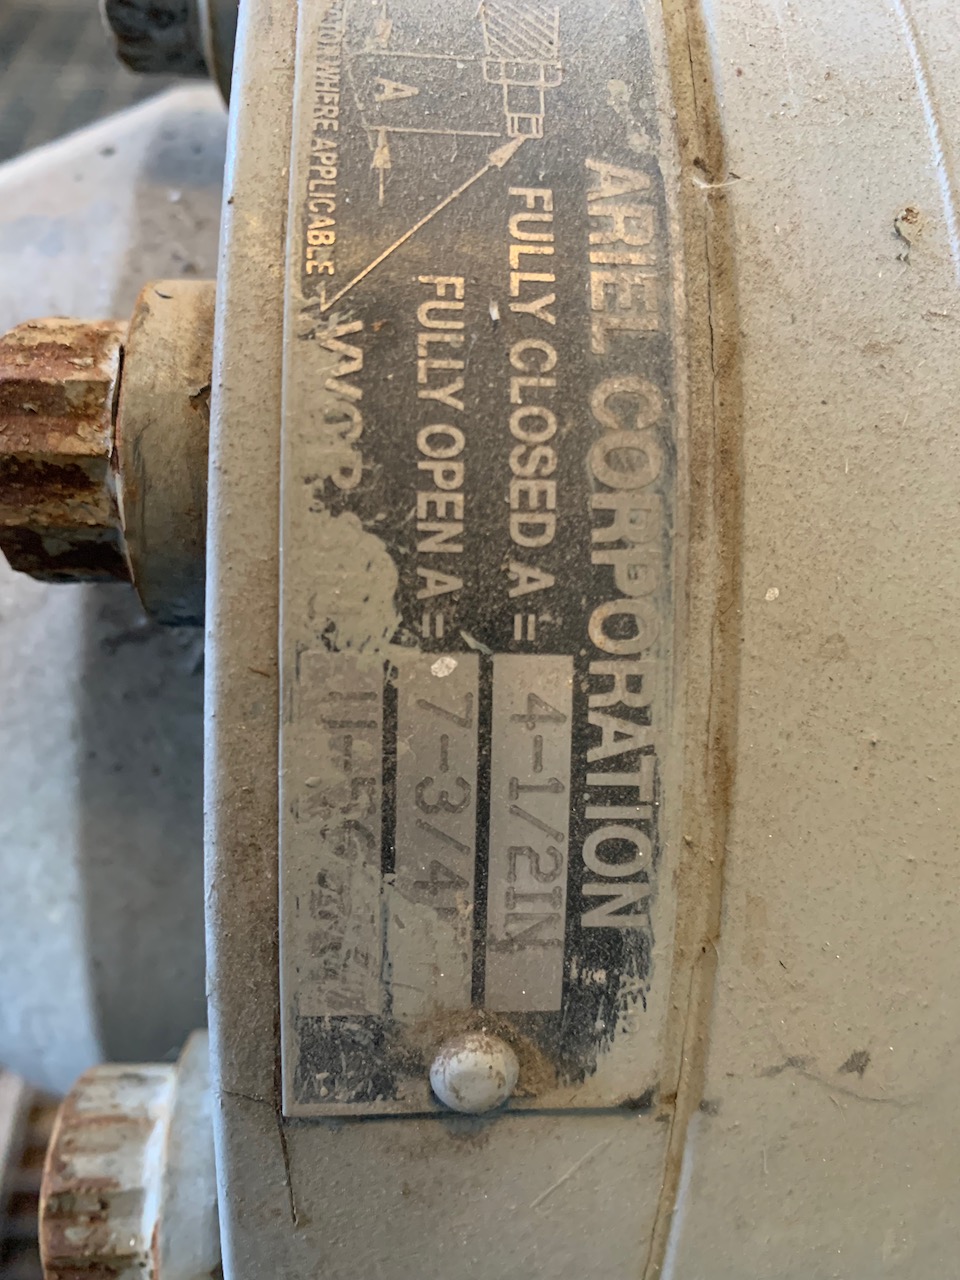 ARIEL CORPORATION
FULLY CLOSED A = 4-1/2IN
FULLY OPEN A = 7-3/4
A
WHERE APPLICABLE